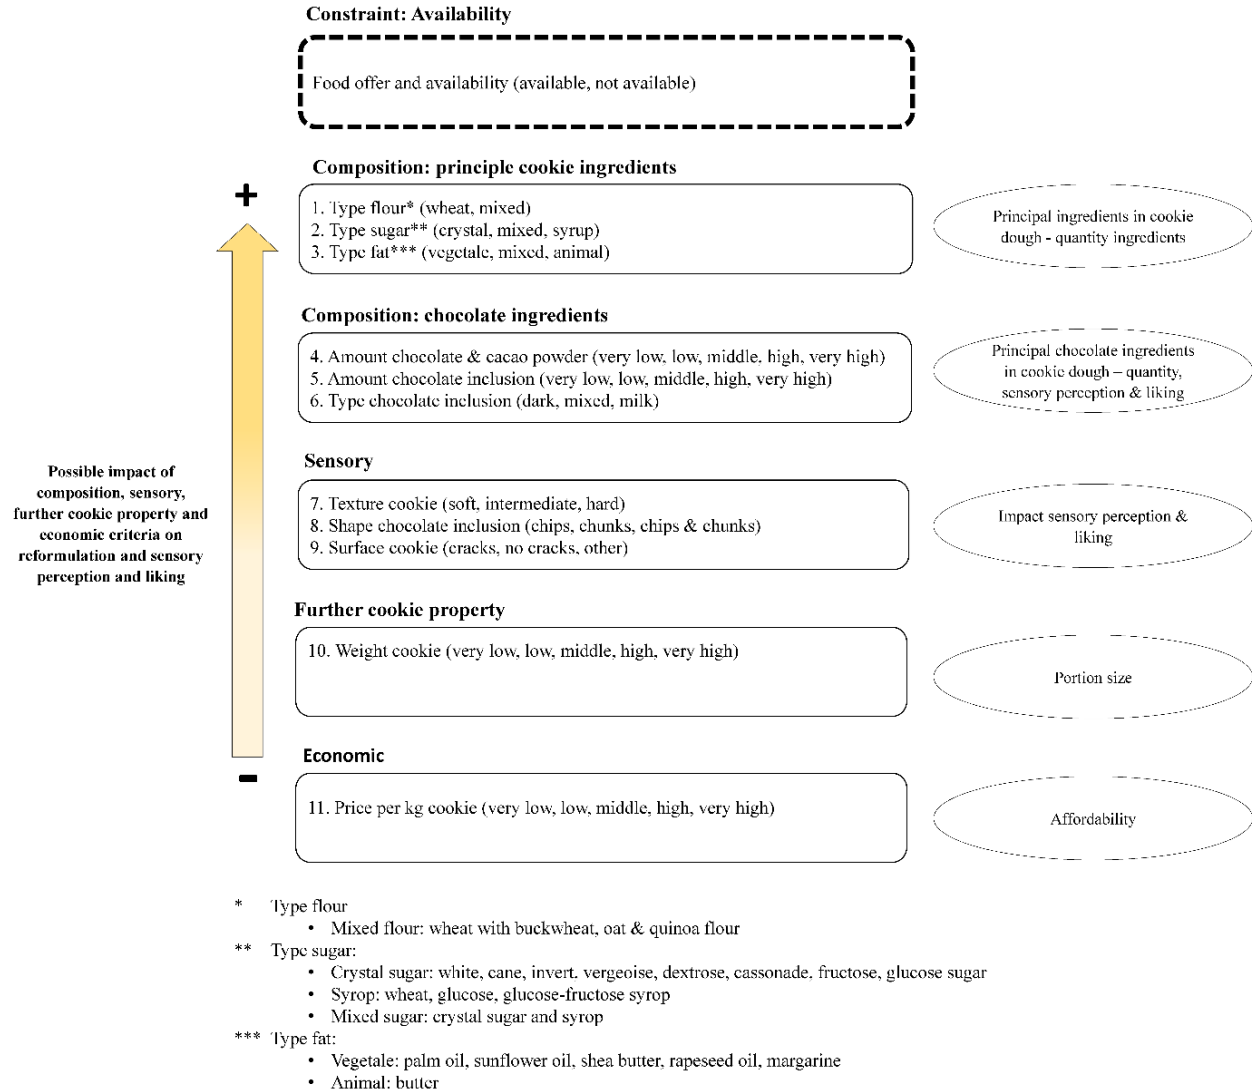 Constraint: Availability
Food offer and availability (available, not available)
Composition: principle cookie ingredients
+
1. Type flour* (wheat, mixed)
2. Type sugar** (crystal, mixed, syrup)
3. Type fat*** (vegetale, mixed, animal)
Principal ingredients in cookie
dough - quantity ingredients
Composition: chocolate ingredients
4. Amount chocolate & cacao powder (very low, low, middle, high, very high)
5. Amount chocolate inclusion (very low, low, middle, high, very high)
6. Type chocolate inclusion (dark, mixed, milk)
Principal chocolate ingredients
in cookie dough – quantity,
sensory perception & liking
Possible impact of
composition, sensory,
further cookie property and
economic criteria on
reformulation and sensory
perception and liking
Sensory
7. Texture cookie (soft, intermediate, hard)
8. Shape chocolate inclusion (chips, chunks, chips & chunks)
9. Surface cookie (cracks, no cracks, other)
Impact sensory perception &
liking
Further cookie property
10. Weight cookie (very low, low, middle, high, very high)
Portion size
Economic
-
11. Price per kg cookie (very low, low, middle, high, very high)
Affordability
* Type flour
• Mixed flour: wheat with buckwheat, oat & quinoa flour
** Type sugar:
• Crystal sugar: white, cane, invert, vergeoise, dextrose, cassonade, fructose, glucose sugar
• Syrop: wheat, glucose, glucose-fructose syrop
• Mixed sugar: crystal sugar and syrop
*** Type fat:
• Vegetale: palm oil, sunflower oil, shea butter, rapeseed oil, margarine
• Animal: butter